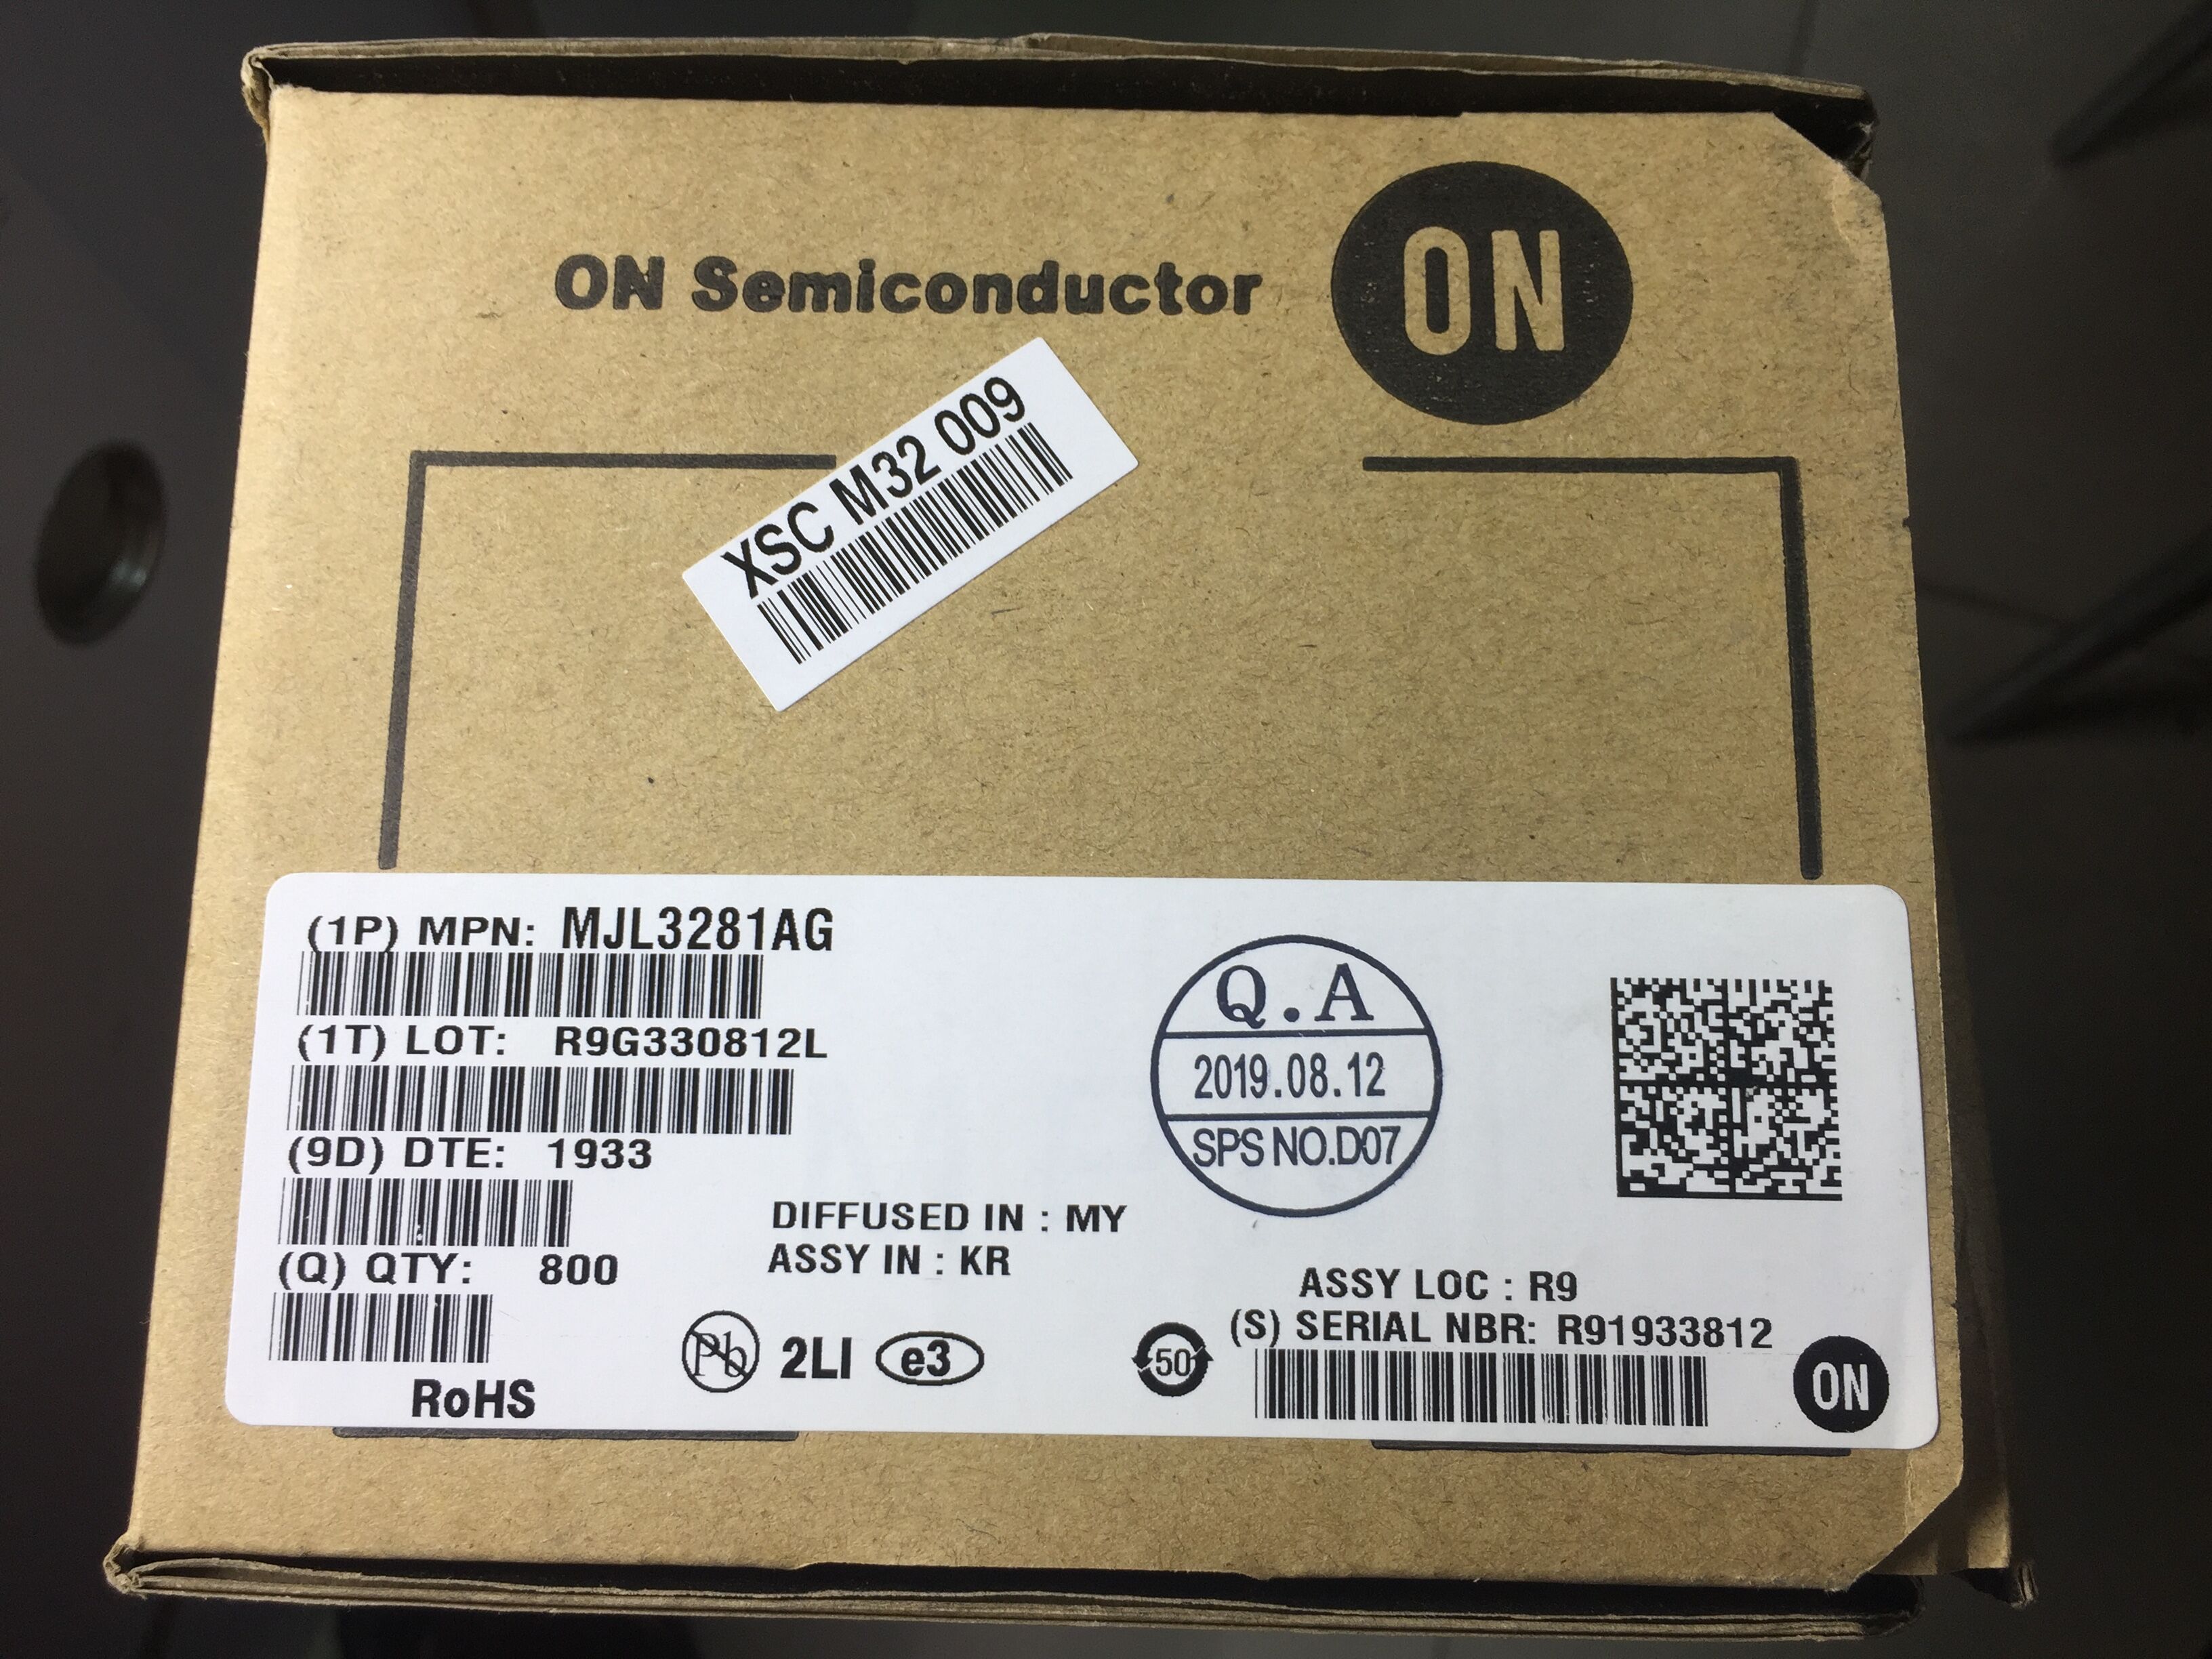 ON Semiconductor
ON
XSC M32 009
(1P) MPN: MJL3281AG
(1T) LOT: R9G330812L
(9D) DTE: 1933
(Q) QTY: 800
RoHS
DIFFUSED IN : MY
ASSY IN : KR
Pb
2LI
e3
Q.A
2019.08.12
SPS NO.D07
50
ASSY LOC : R9
(S) SERIAL NBR: R91933812
ON